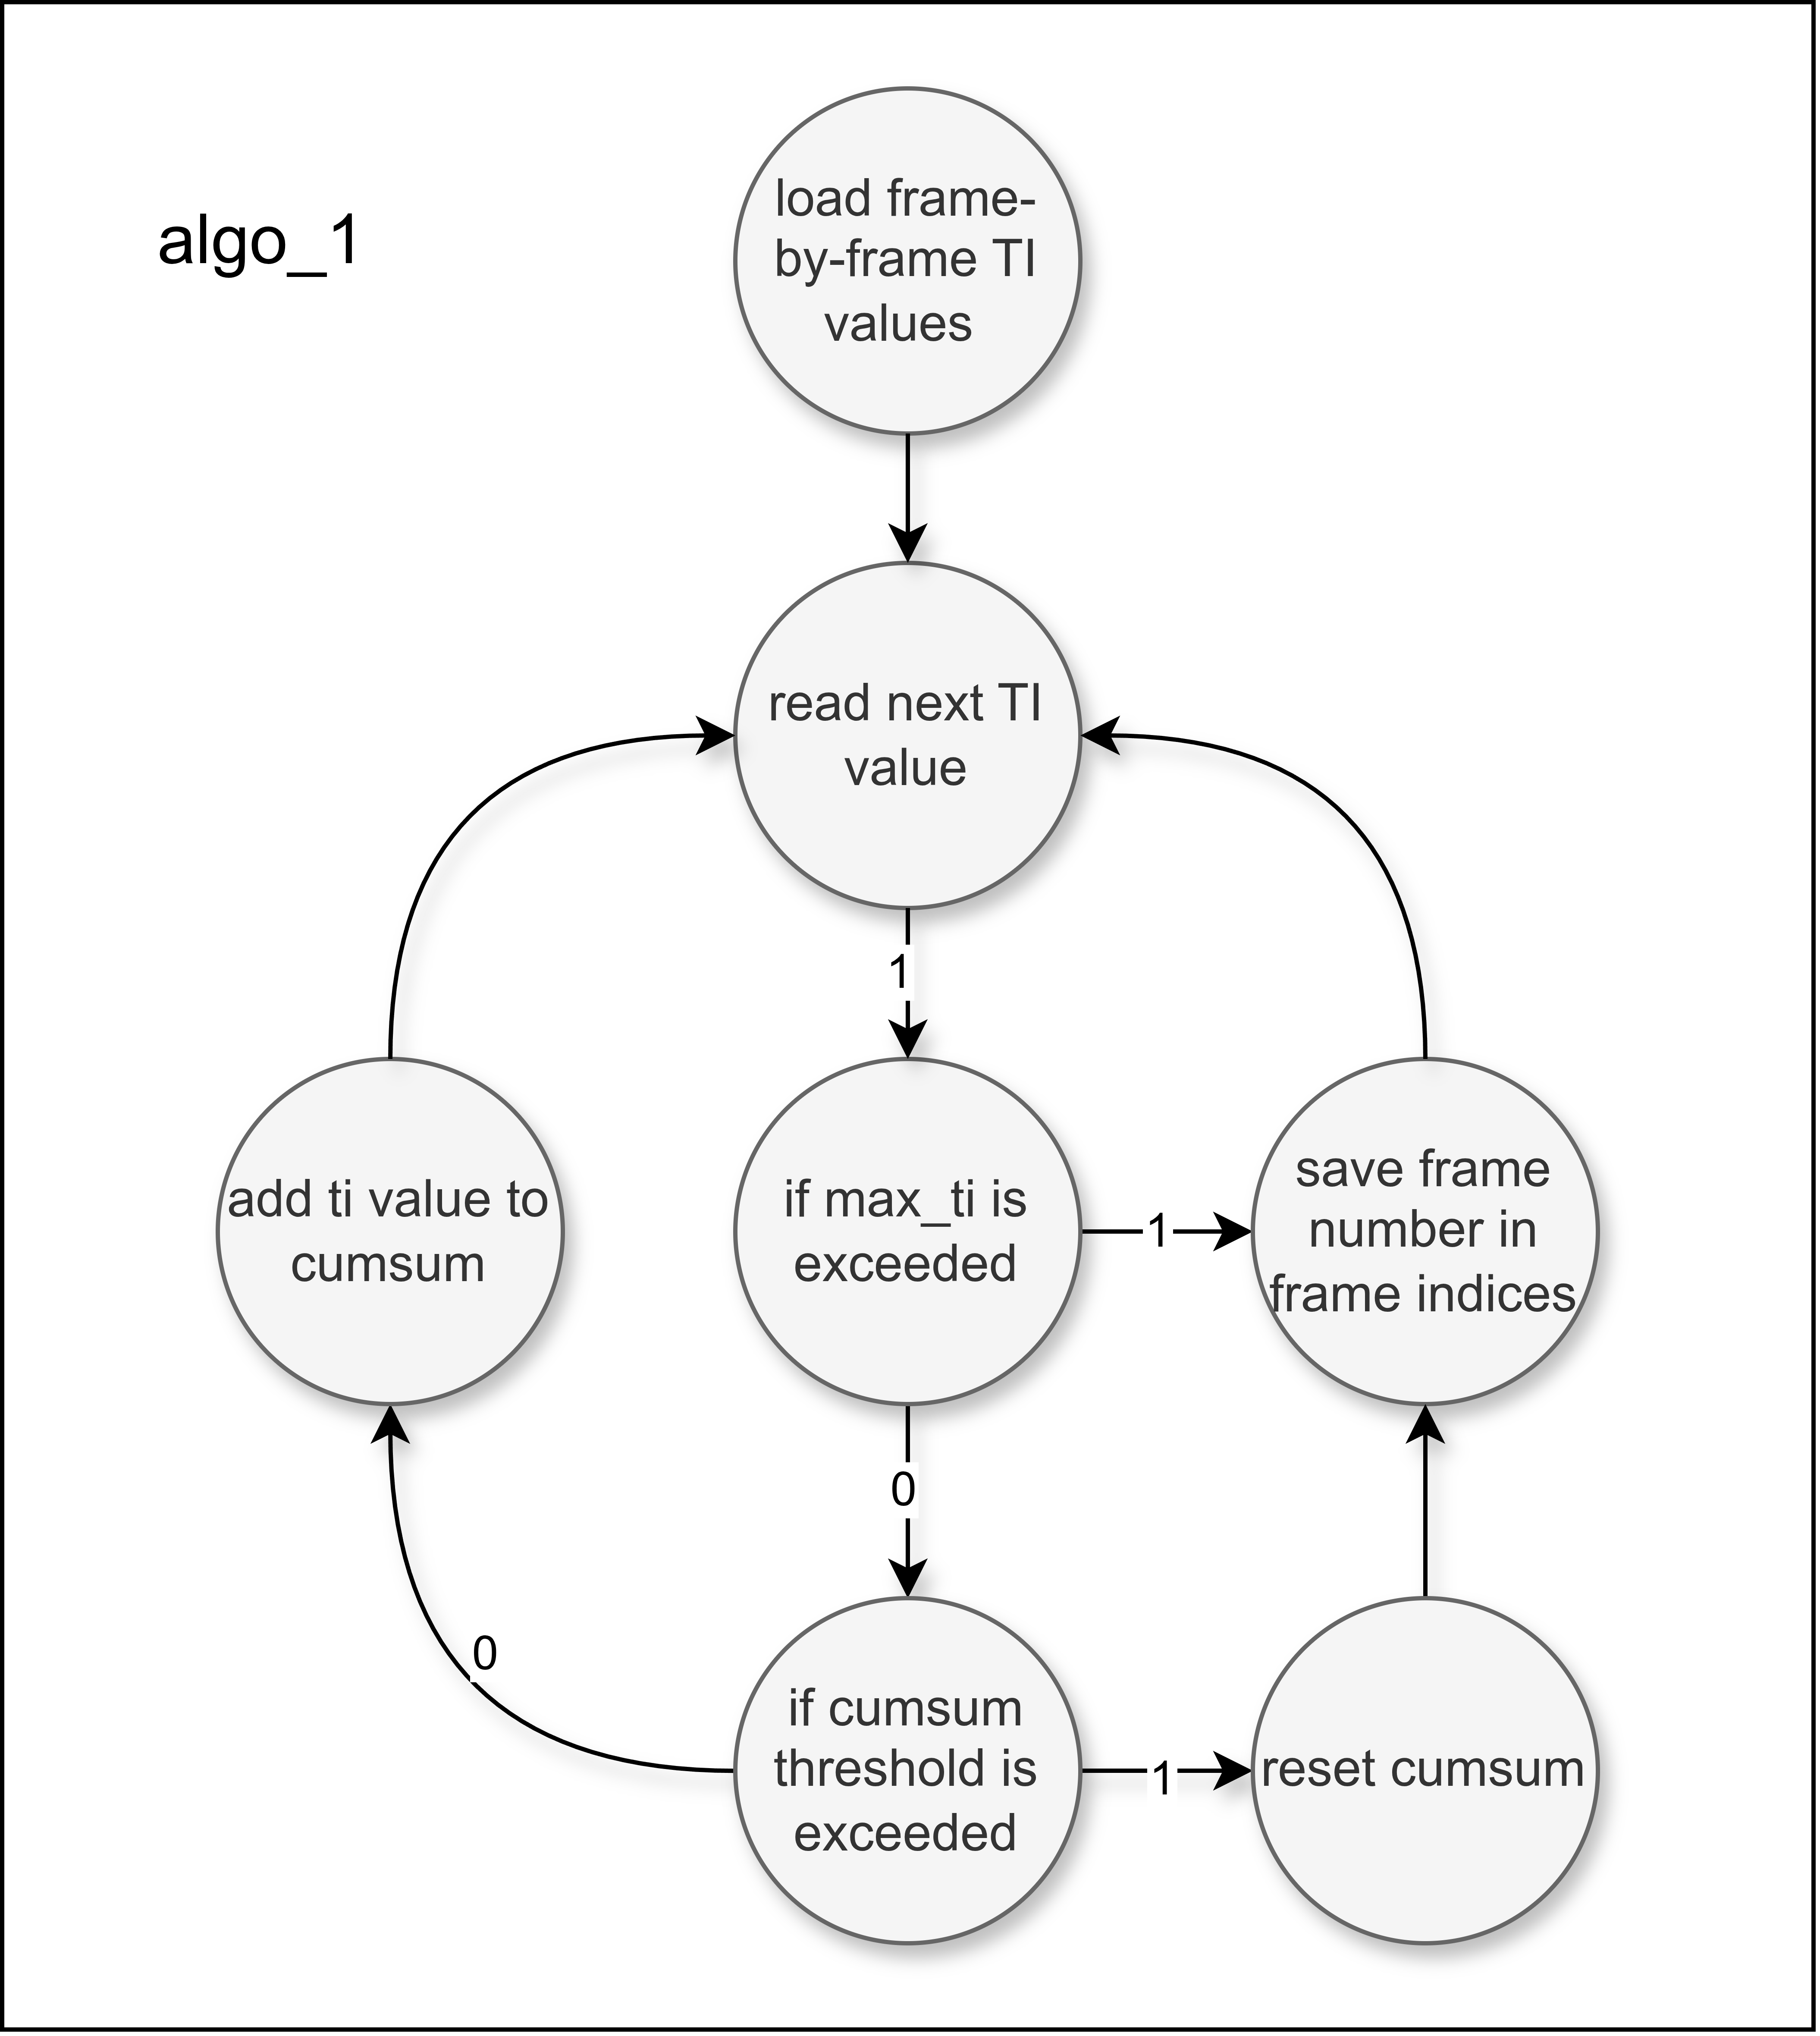 algo_1
load frame-
by-frame TI
values
read next TI
value
1
add ti value to
cumsum
if max_ti is
exceeded
1
save frame
number in
frame indices
0
0
if cumsum
threshold is
exceeded
1
reset cumsum